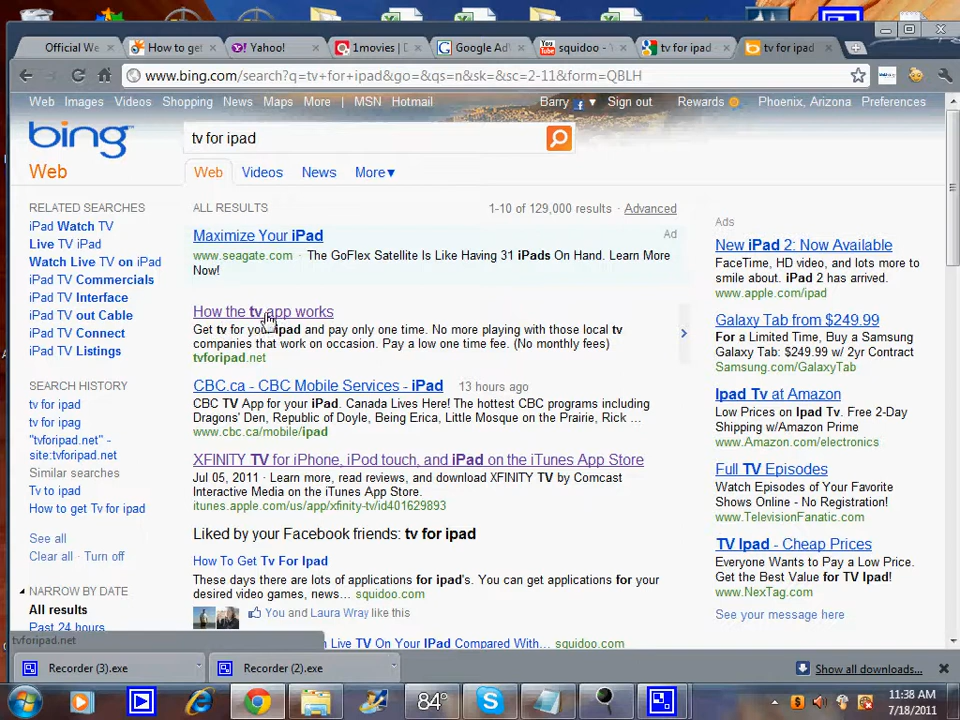 Official We
How to get
Yahoo!
1movies | D
Google Ad
squidoo -
tv for ipad
tv for ipad
www.bing.com/search?q=tv+for+ipad&go=&qs=n&sk=&sc=2-11&form=QBLH
Web Images Videos Shopping News Maps More | MSN Hotmail
Barry Sign out Rewards Phoenix, Arizona Preferences
bing
Web
tv for ipad
Web Videos News More▾
RELATED SEARCHES
iPad Watch TV
Live TV iPad
Watch Live TV on iPad
iPad TV Commercials
iPad TV Interface
iPad TV out Cable
iPad TV Connect
iPad TV Listings
SEARCH HISTORY
tv for ipad
tv for ipag
"tvforipad.net" -
site:tvforipad.net
Similar searches
Tv to ipad
How to get Tv for ipad
See all
Clear all · Turn off
NARROW BY DATE
All results
Past 24 hours
tvforipad.net
ALL RESULTS
1-10 of 129,000 results · Advanced
Maximize Your iPad
Ad
www.seagate.com · The GoFlex Satellite Is Like Having 31 iPads On Hand. Learn More
Now!
How the tv app works
Get tv for your ipad and pay only one time. No more playing with those local tv
companies that work on occasion. Pay a low one time fee. (No monthly fees)
tvforipad.net
CBC.ca - CBC Mobile Services - iPad 13 hours ago
CBC TV App for your iPad. Canada Lives Here! The hottest CBC programs including
Dragons' Den, Republic of Doyle, Being Erica, Little Mosque on the Prairie, Rick ...
www.cbc.ca/mobile/ipad
XFINITY TV for iPhone, iPod touch, and iPad on the iTunes App Store
Jul 05, 2011 · Learn more, read reviews, and download XFINITY TV by Comcast
Interactive Media on the iTunes App Store.
itunes.apple.com/us/app/xfinity-tv/id401629893
Liked by your Facebook friends: tv for ipad
How To Get Tv For Ipad
These days there are lots of applications for ipad's. You can get applications for your
desired video games, news... squidoo.com
You and Laura Wray like this
Live TV On Your IPad Compared With... squidoo.com
Ads
New iPad 2: Now Available
FaceTime, HD video, and lots more to
smile about. iPad 2 has arrived.
www.apple.com/ipad
Galaxy Tab from $249.99
For a Limited Time, Buy a Samsung
Galaxy Tab: $249.99 w/ 2yr Contract
Samsung.com/GalaxyTab
Ipad Tv at Amazon
Low Prices on Ipad Tv. Free 2-Day
Shipping w/Amazon Prime
www.Amazon.com/electronics
Full TV Episodes
Watch Episodes of Your Favorite
Shows Online - No Registration!
www.TelevisionFanatic.com
TV Ipad - Cheap Prices
Everyone Wants to Pay a Low Price.
Get the Best Value for TV Ipad!
www.NexTag.com
See your message here
Recorder (3).exe
Recorder (2).exe
Show all downloads...
84°
11:38 AM
7/18/2011